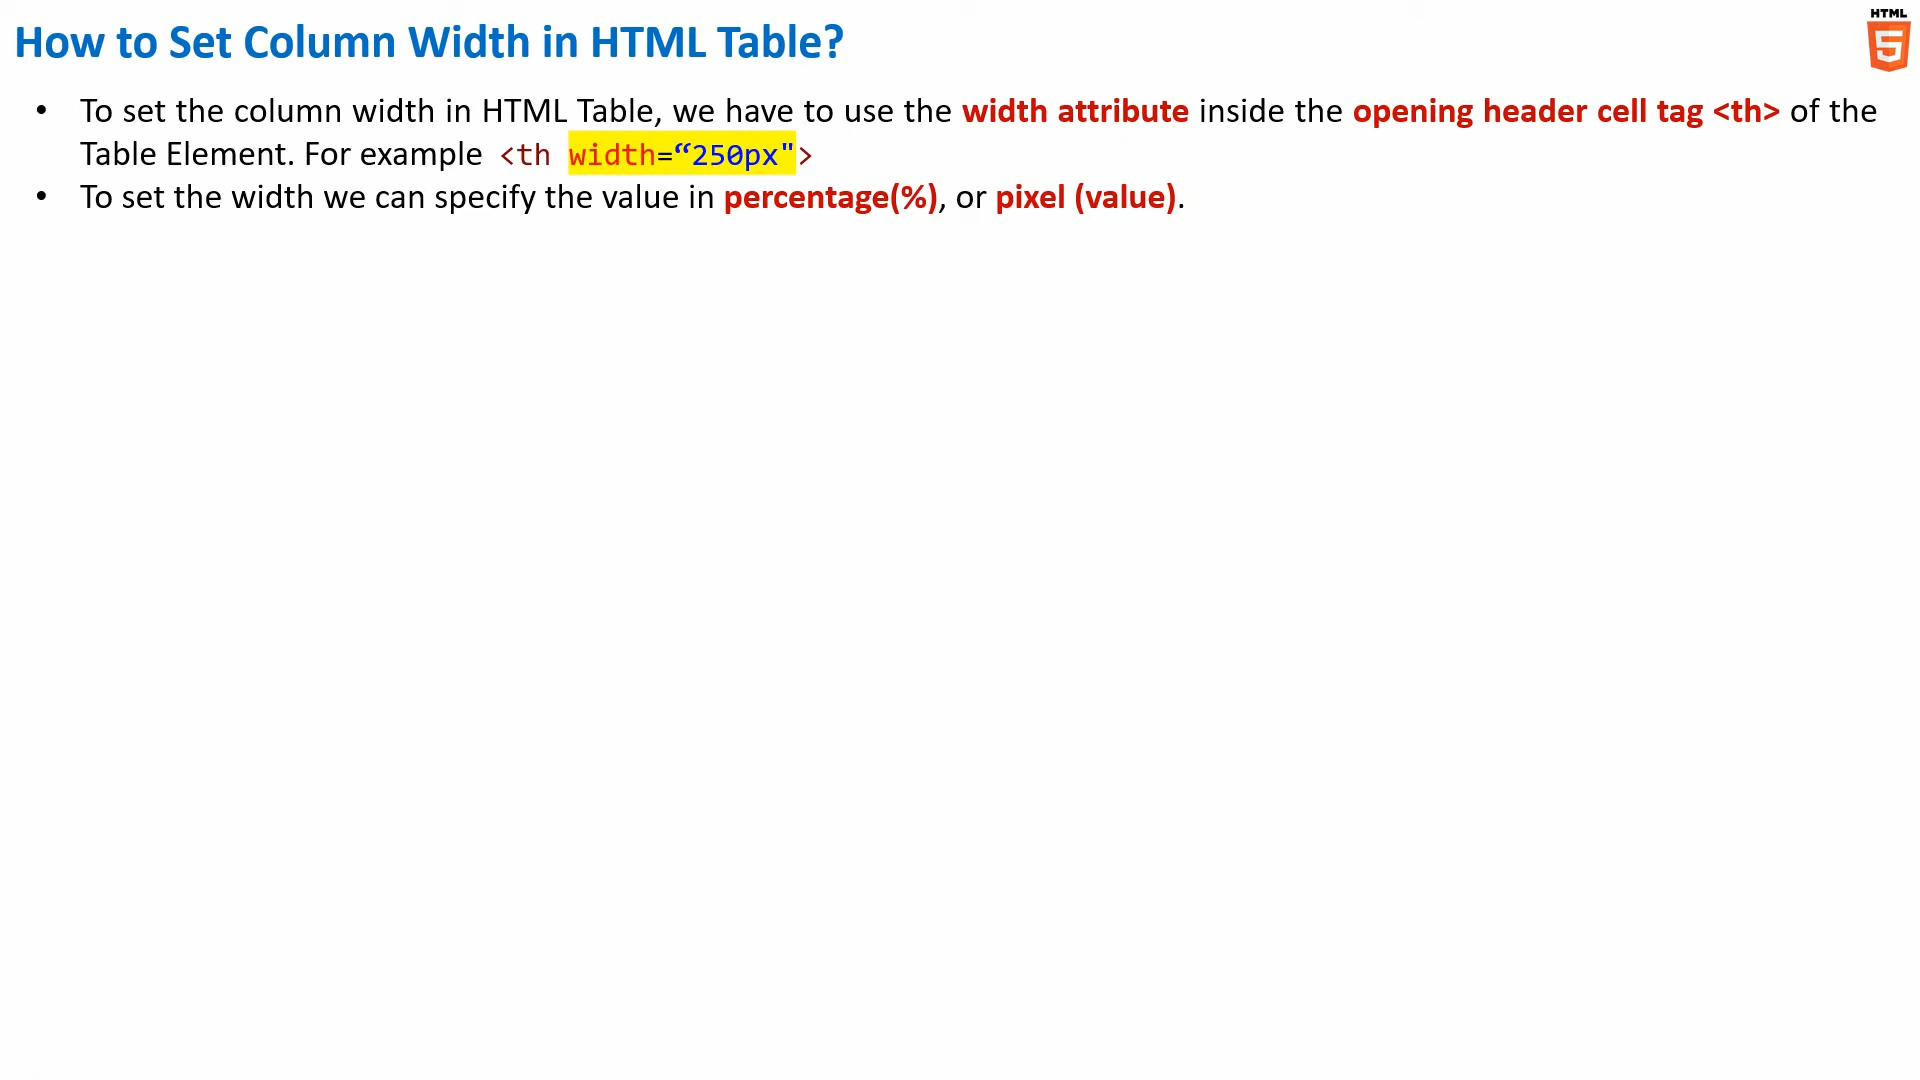 How to Set Column Width in HTML Table?
HTML
5
• To set the column width in HTML Table, we have to use the width attribute inside the opening header cell tag <th> of the
Table Element. For example <th width=“250px">
• To set the width we can specify the value in percentage(%), or pixel (value).